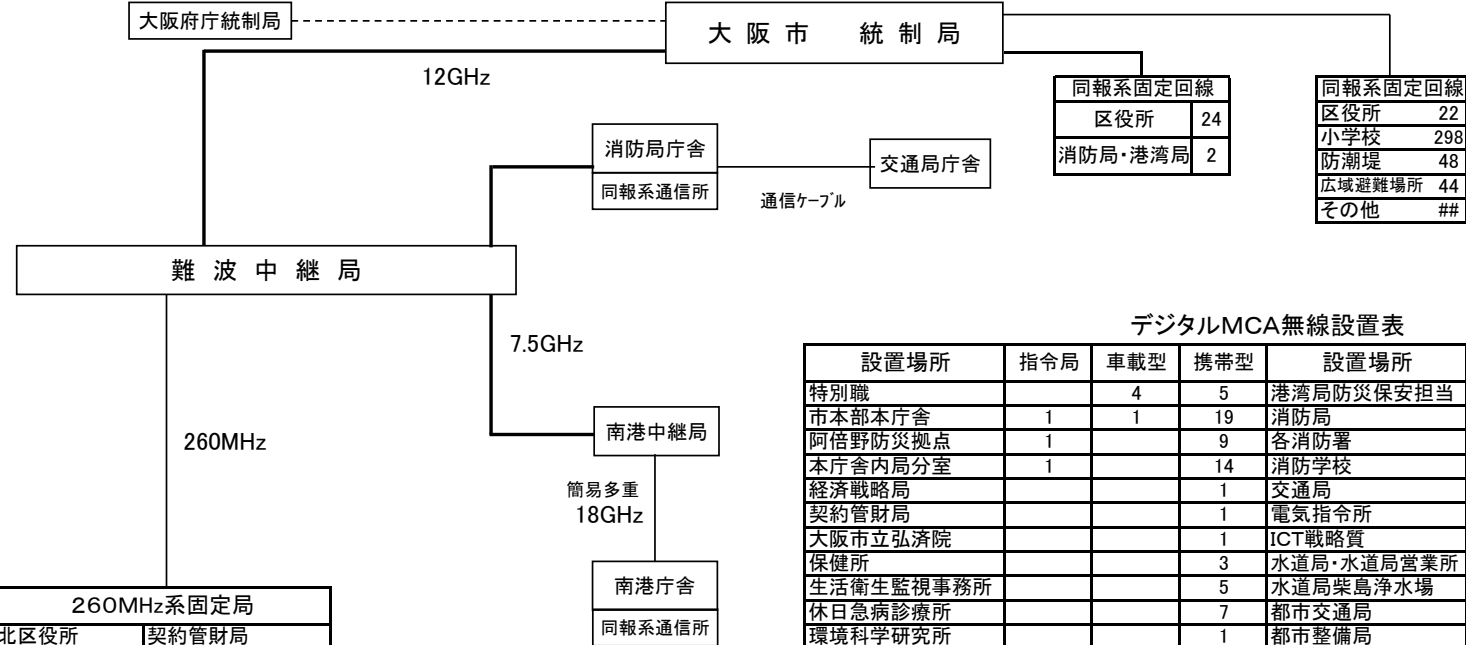 大阪府庁統制局
大阪市　統制局
12GHz
同報系固定回線
区役所 24
消防局・港湾局 2
同報系固定回線
区役所 22
小学校 298
防潮堤 48
広域避難場所 44
その他 ##
消防局庁舎
同報系通信所
通信ケーブル
交通局庁舎
難波中継局
7.5GHz
260MHz
南港中継局
簡易多重
18GHz
南港庁舎
同報系通信所
260MHz系固定局
北区役所 契約管財局
デジタルMCA無線設置表
設置場所 指令局 車載型 携帯型 設置場所
特別職 4 5 港湾局防災保安担当
市本部本庁舎 1 1 19 消防局
阿倍野防災拠点 1 9 各消防署
本庁舎内局分室 1 14 消防学校
経済戦略局 1 交通局
契約管財局 1 電気指令所
大阪市立弘済院 1 ICT戦略質
保健所 3 水道局・水道局営業所
生活衛生監視事務所 5 水道局柴島浄水場
休日急病診療所 7 都市交通局
環境科学研究所 1 都市整備局